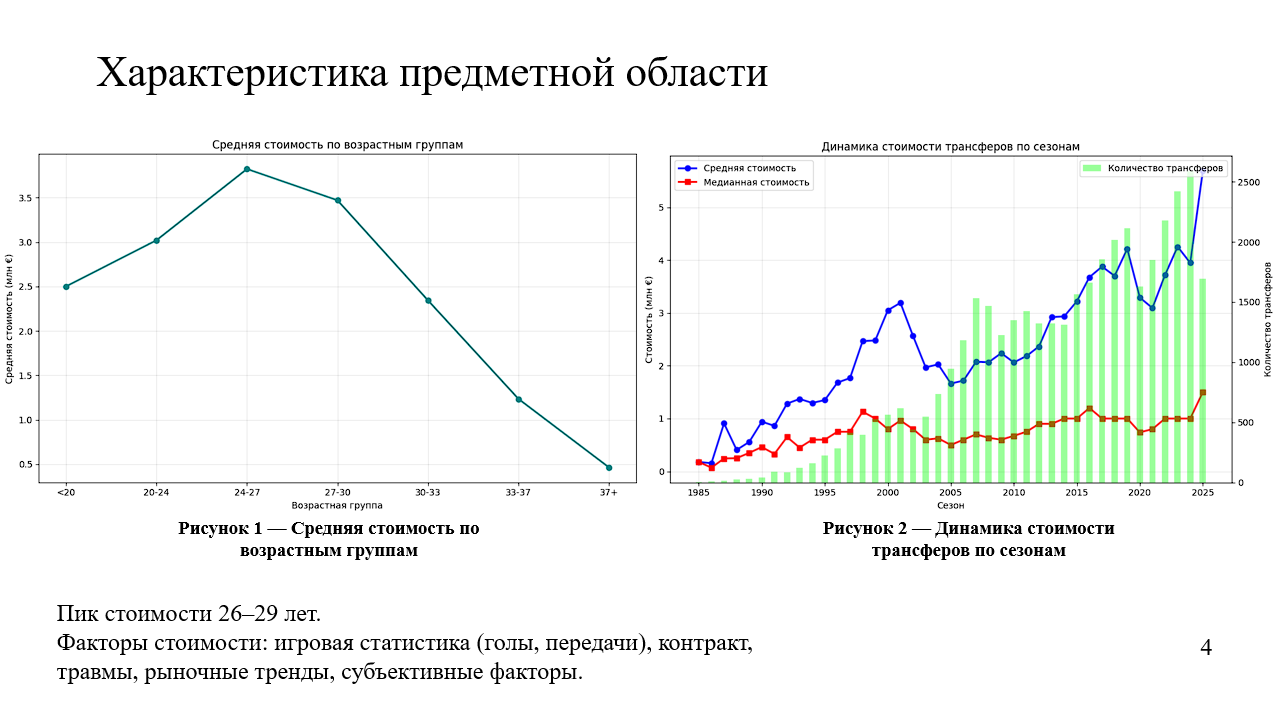 Характеристика предметной области
Средняя стоимость по возрастным группам
Средняя стоимость (млн €)
3.5
3.0
2.5
2.0
1.5
1.0
0.5
<20 20-24 24-27 27-30 30-33 33-37 37+
Возрастная группа
Рисунок 1 — Средняя стоимость по
возрастным группам
Динамика стоимости трансферов по сезонам
Средняя стоимость
Медианная стоимость
Количество трансферов
Стоимость (млн €)
5
4
3
2
1
0
2500
2000
1500
1000
500
0
Количество трансферов
1985 1990 1995 2000 2005 2010 2015 2020 2025
Сезон
Рисунок 2 — Динамика стоимости
трансферов по сезонам
Пик стоимости 26–29 лет.
Факторы стоимости: игровая статистика (голы, передачи), контракт,
травмы, рыночные тренды, субъективные факторы.
4